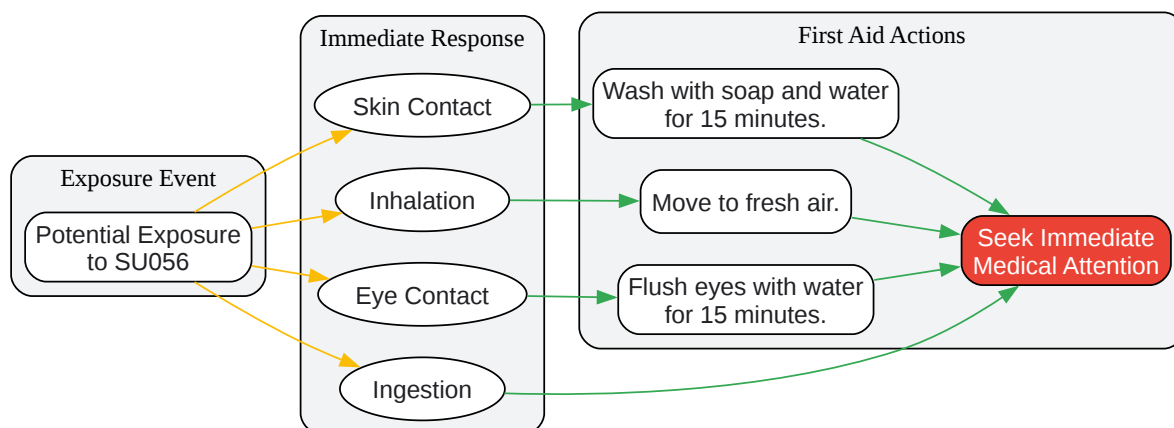 Exposure Event
Potential Exposure
to SU056
Immediate Response
Skin Contact
Inhalation
Eye Contact
Ingestion
First Aid Actions
Wash with soap and water
for 15 minutes.
Move to fresh air.
Flush eyes with water
for 15 minutes.
Seek Immediate
Medical Attention